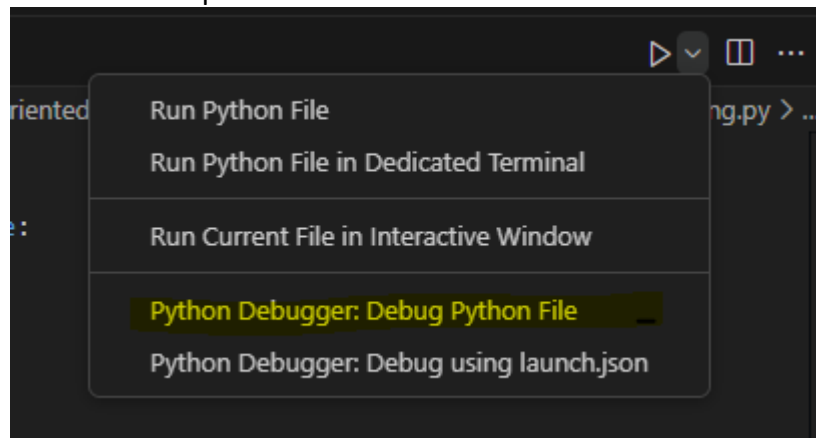 riented
ng.py > ...
Run Python File
Run Python File in Dedicated Terminal
Run Current File in Interactive Window
Python Debugger: Debug Python File
Python Debugger: Debug using launch.json